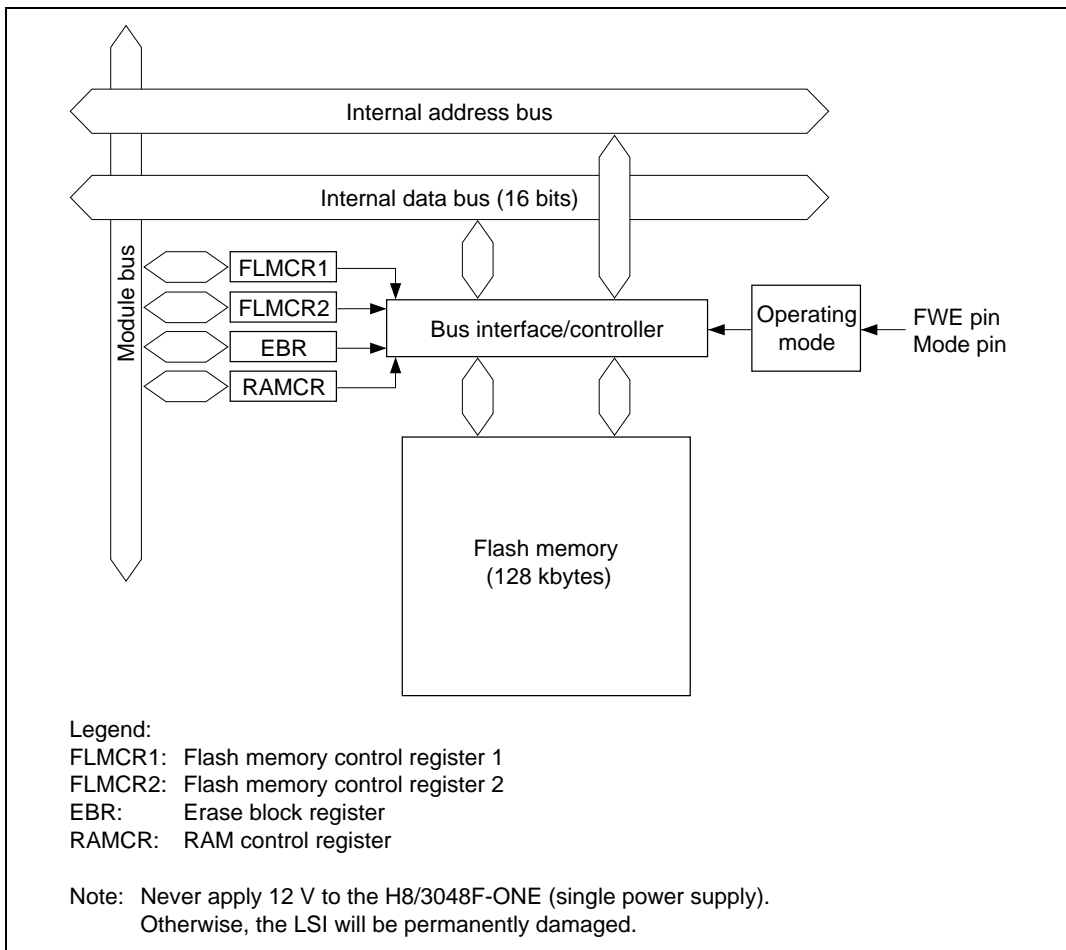 Internal address bus
Internal data bus (16 bits)
Module bus
FLMCR1
FLMCR2
EBR
RAMCR
Bus interface/controller
Operating
mode
FWE pin
Mode pin
Flash memory
(128 kbytes)
Legend:
FLMCR1: Flash memory control register 1
FLMCR2: Flash memory control register 2
EBR: Erase block register
RAMCR: RAM control register
Note: Never apply 12 V to the H8/3048F-ONE (single power supply).
Otherwise, the LSI will be permanently damaged.